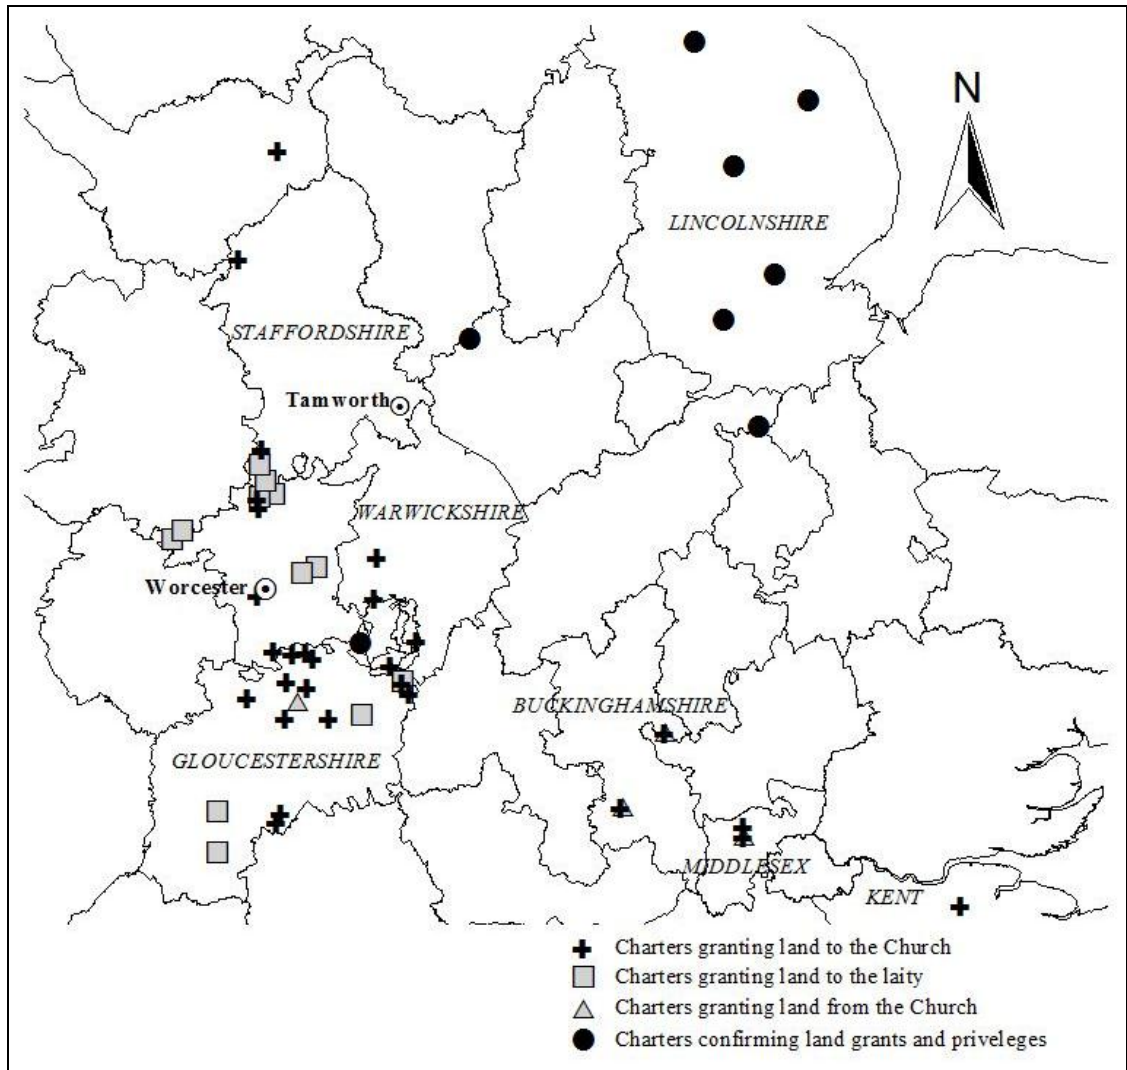 N
LINCOLNSHIRE
STAFFORDSHIRE
Tamworth
WARWICKSHIRE
Worcester
BUCKINGHAMSHIRE
GLOUCESTERSHIRE
MIDDLESEX
KENT
Charters granting land to the Church
Charters granting land to the laity
Charters granting land from the Church
Charters confirming land grants and priveleges